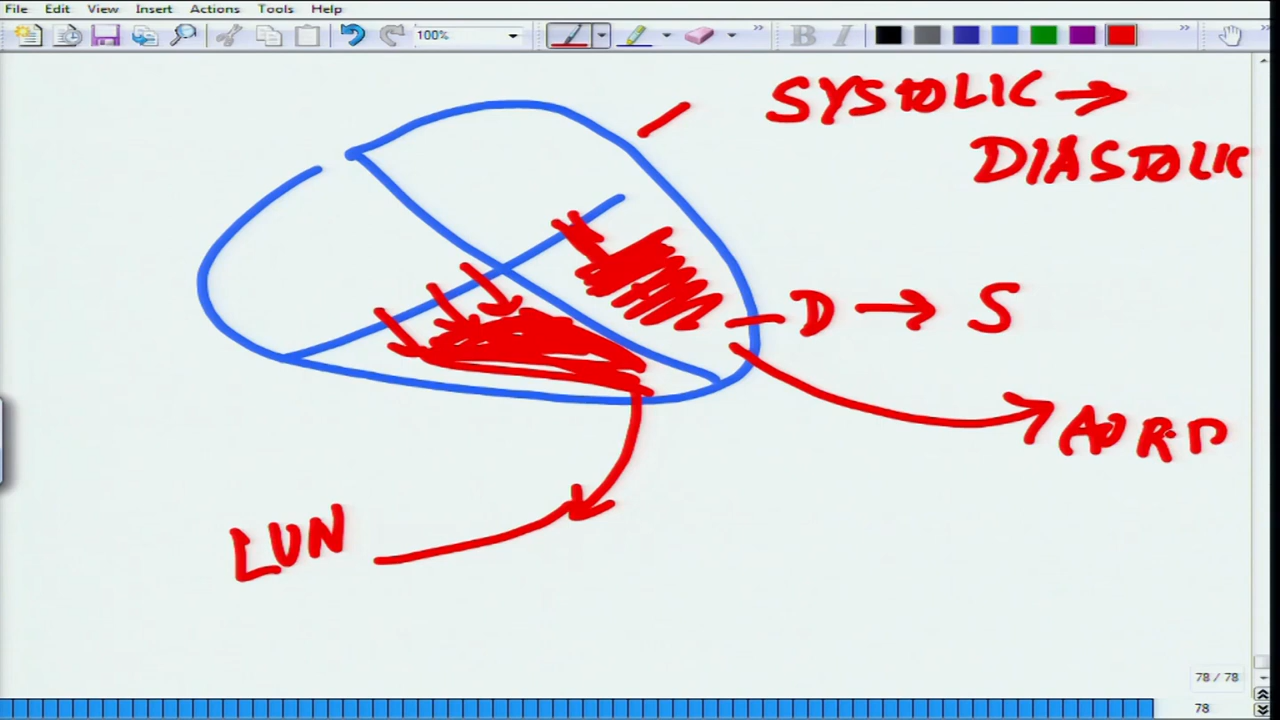 File Edit View Insert Actions Tools Help
100%
SYSTOLIC →
DIASTOLIC
D → S
AORT
LUN
78 / 78
78